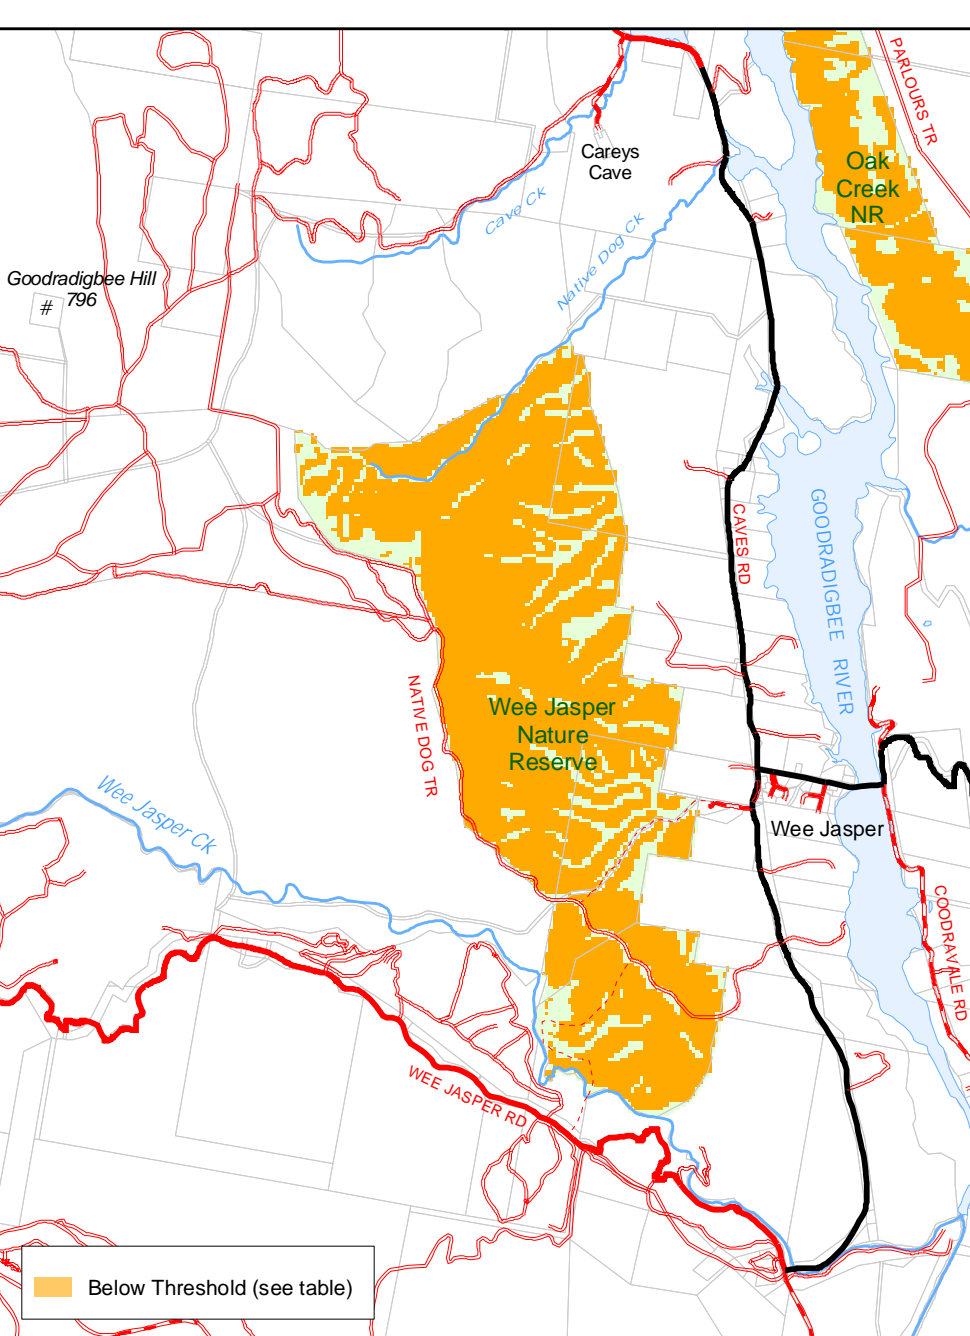 PARLOURS TR
Careys
Cave
Oak
Creek
NR
Cave Ck
Native Dog Ck
Goodradigbee Hill
796
#
CAVES RD
GOODRADIGBEE RIVER
NATIVE DOG TR
Wee Jasper
Nature
Reserve
Wee Jasper Ck
Wee Jasper
COODRAVALE RD
WEE JASPER RD
Below Threshold (see table)